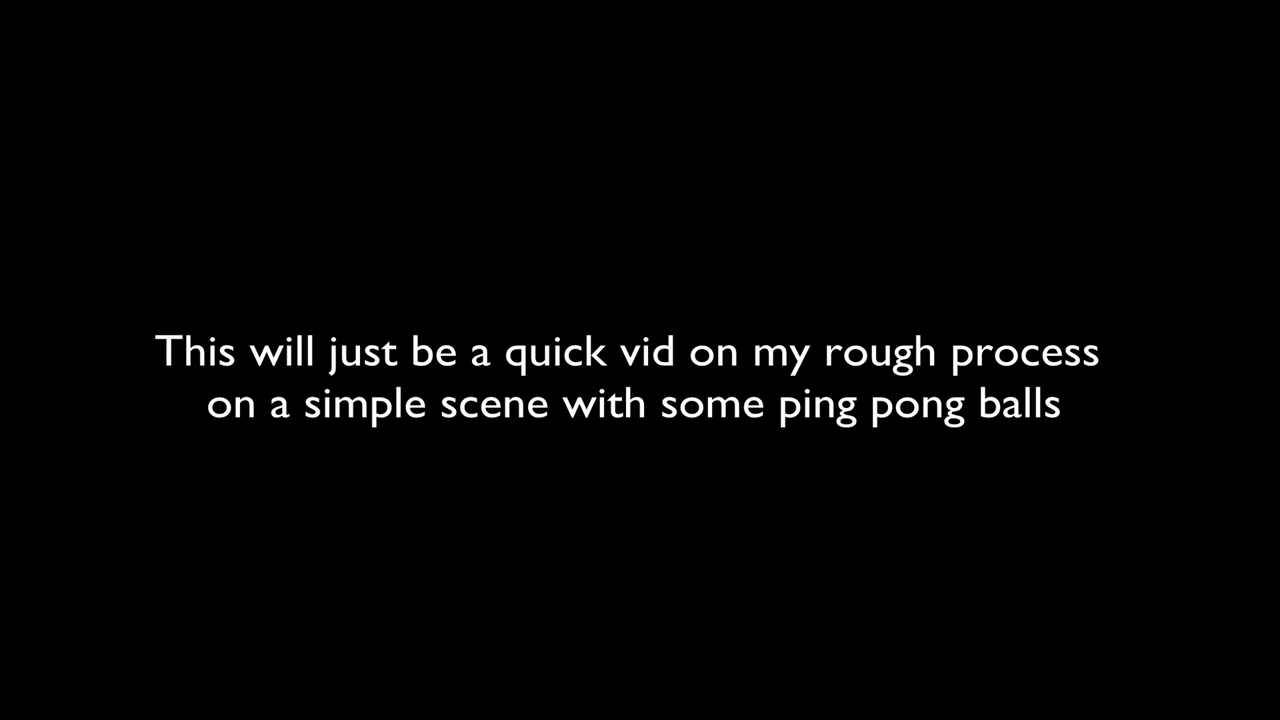 This will just be a quick vid on my rough process
on a simple scene with some ping pong balls